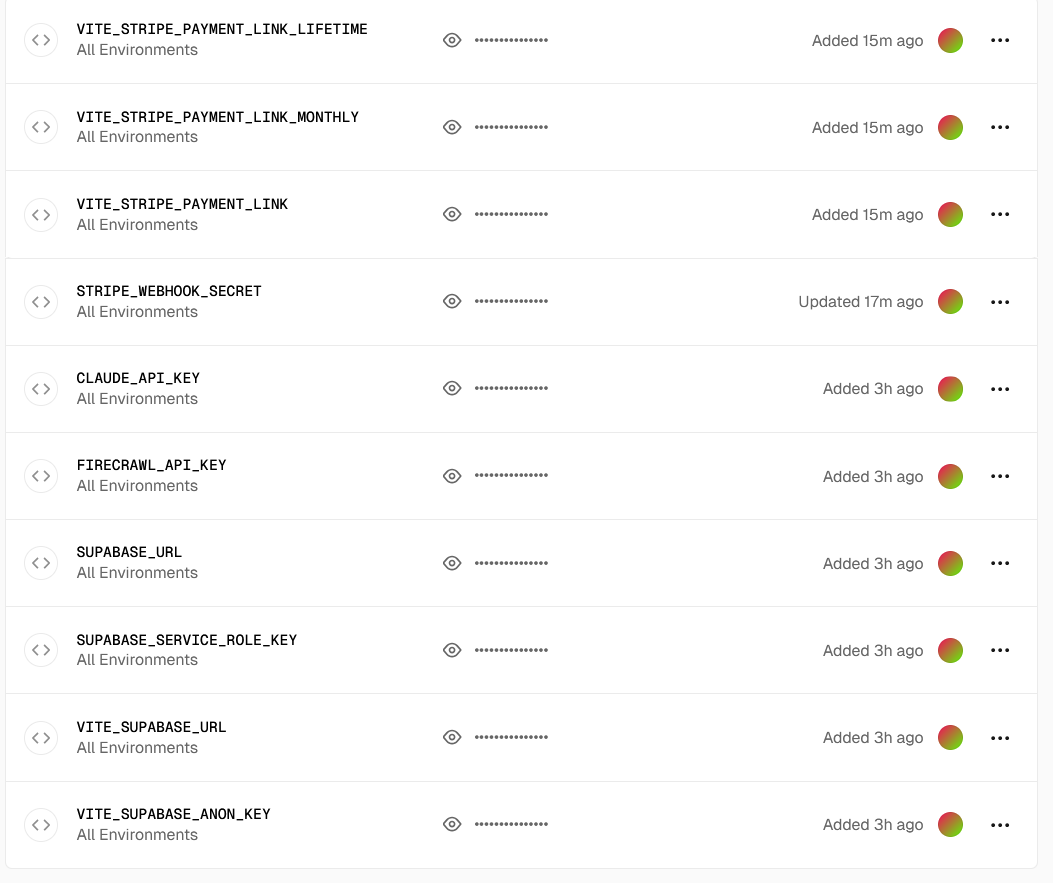 VITE_STRIPE_PAYMENT_LINK_LIFETIME
All Environments
•••••••••••••••
Added 15m ago
VITE_STRIPE_PAYMENT_LINK_MONTHLY
All Environments
•••••••••••••••
Added 15m ago
VITE_STRIPE_PAYMENT_LINK
All Environments
•••••••••••••••
Added 15m ago
STRIPE_WEBHOOK_SECRET
All Environments
•••••••••••••••
Updated 17m ago
CLAUDE_API_KEY
All Environments
•••••••••••••••
Added 3h ago
FIRECRAWL_API_KEY
All Environments
•••••••••••••••
Added 3h ago
SUPABASE_URL
All Environments
•••••••••••••••
Added 3h ago
SUPABASE_SERVICE_ROLE_KEY
All Environments
•••••••••••••••
Added 3h ago
VITE_SUPABASE_URL
All Environments
•••••••••••••••
Added 3h ago
VITE_SUPABASE_ANON_KEY
All Environments
•••••••••••••••
Added 3h ago